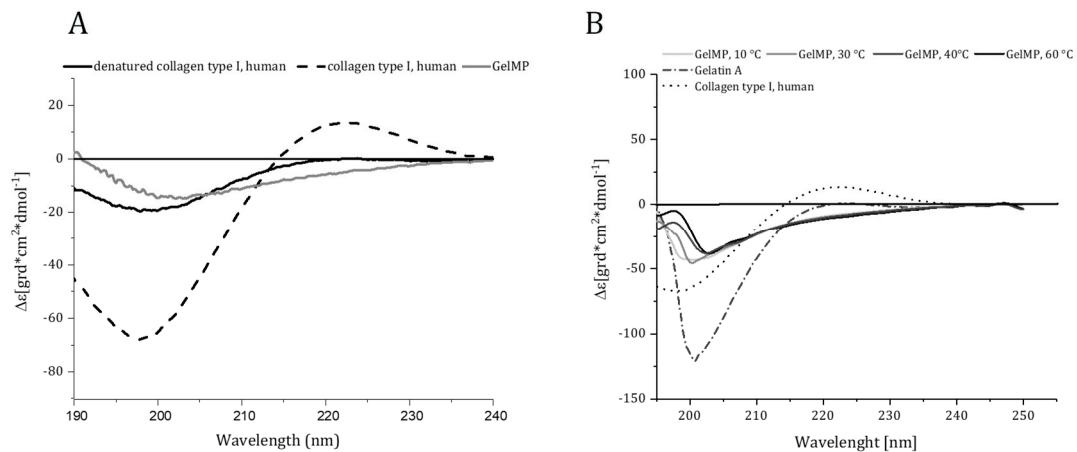 A
denatured collagen type I, human collagen type I, human GelMP
20
0
-20
-40
-60
-80
190 200 210 220 230 240
Δε[grd*cm²*dmol⁻¹]
Wavelength (nm)
B
GelMP, 10 °C GelMP, 30 °C GelMP, 40°C GelMP, 60 °C
Gelatin A
Collagen type I, human
100
50
0
-50
-100
-150
200 210 220 230 240 250
Δε[grd*cm²*dmol⁻¹]
Wavelenght [nm]